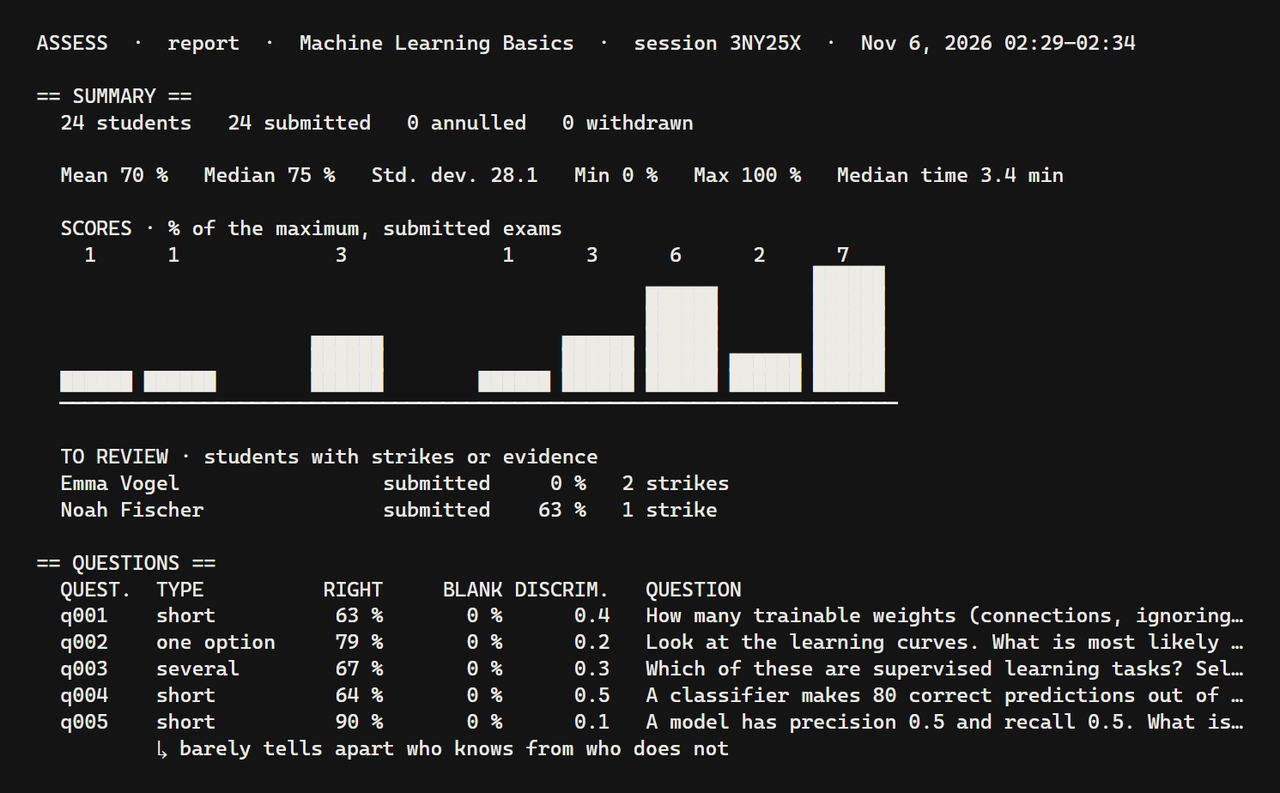 ASSESS · report · Machine Learning Basics · session 3NY25X · Nov 6, 2026 02:29–02:34
== SUMMARY ==
24 students 24 submitted 0 annulled 0 withdrawn
Mean 70 % Median 75 % Std. dev. 28.1 Min 0 % Max 100 % Median time 3.4 min
SCORES · % of the maximum, submitted exams
1 1 3 1 3 6 2 7
TO REVIEW · students with strikes or evidence
Emma Vogel submitted 0 % 2 strikes
Noah Fischer submitted 63 % 1 strike
== QUESTIONS ==
QUEST. TYPE RIGHT BLANK DISCRIM. QUESTION
q001 short 63 % 0 % 0.4 How many trainable weights (connections, ignoring…
q002 one option 79 % 0 % 0.2 Look at the learning curves. What is most likely …
q003 several 67 % 0 % 0.3 Which of these are supervised learning tasks? Sel…
q004 short 64 % 0 % 0.5 A classifier makes 80 correct predictions out of …
q005 short 90 % 0 % 0.1 A model has precision 0.5 and recall 0.5. What is…
↳ barely tells apart who knows from who does not